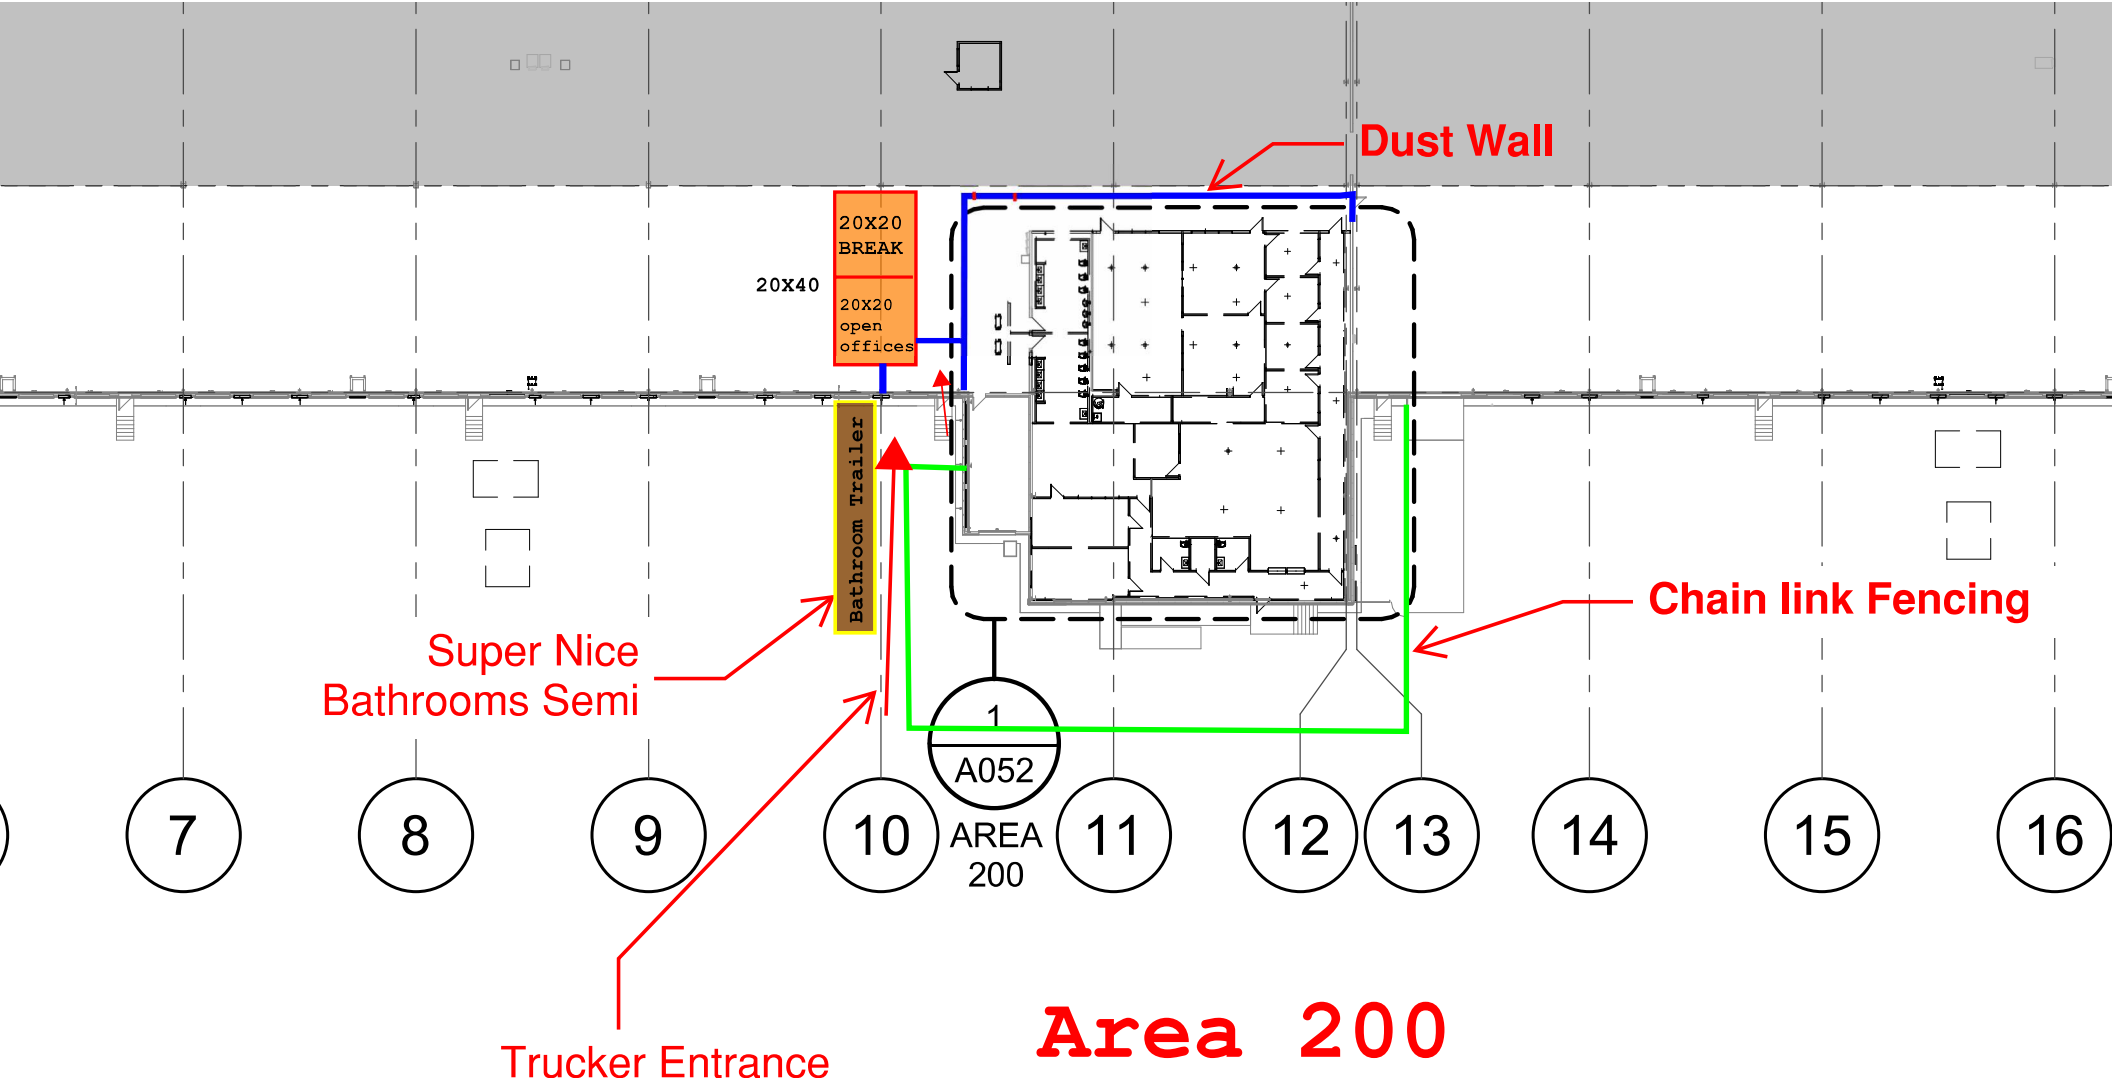 Dust Wall
20X20
BREAK
20X40
20X20
open
offices
Bathroom Trailer
Chain link Fencing
Super Nice
Bathrooms Semi
1
A052
7
8
9
10
AREA
200
11
12
13
14
15
16
Area 200
Trucker Entrance